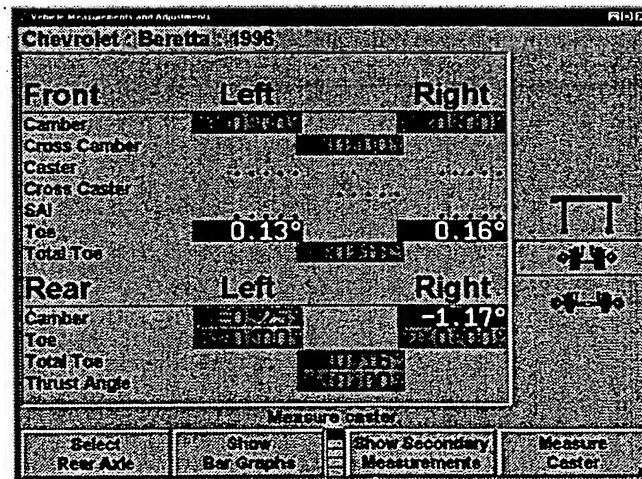 Vehicle Measurements and Adjustments
Chevrolet : Beretta : 1996
Front Left Right
Camber
Cross Camber
Caster
Cross Caster
SAI
Toe 0.13° 0.16°
Total Toe
Rear Left Right
Camber -1.17°
Toe
Total Toe
Thrust Angle
Measure caster
Select Rear Axle
Show Bar Graphs
Show Secondary Measurements
Measure Caster